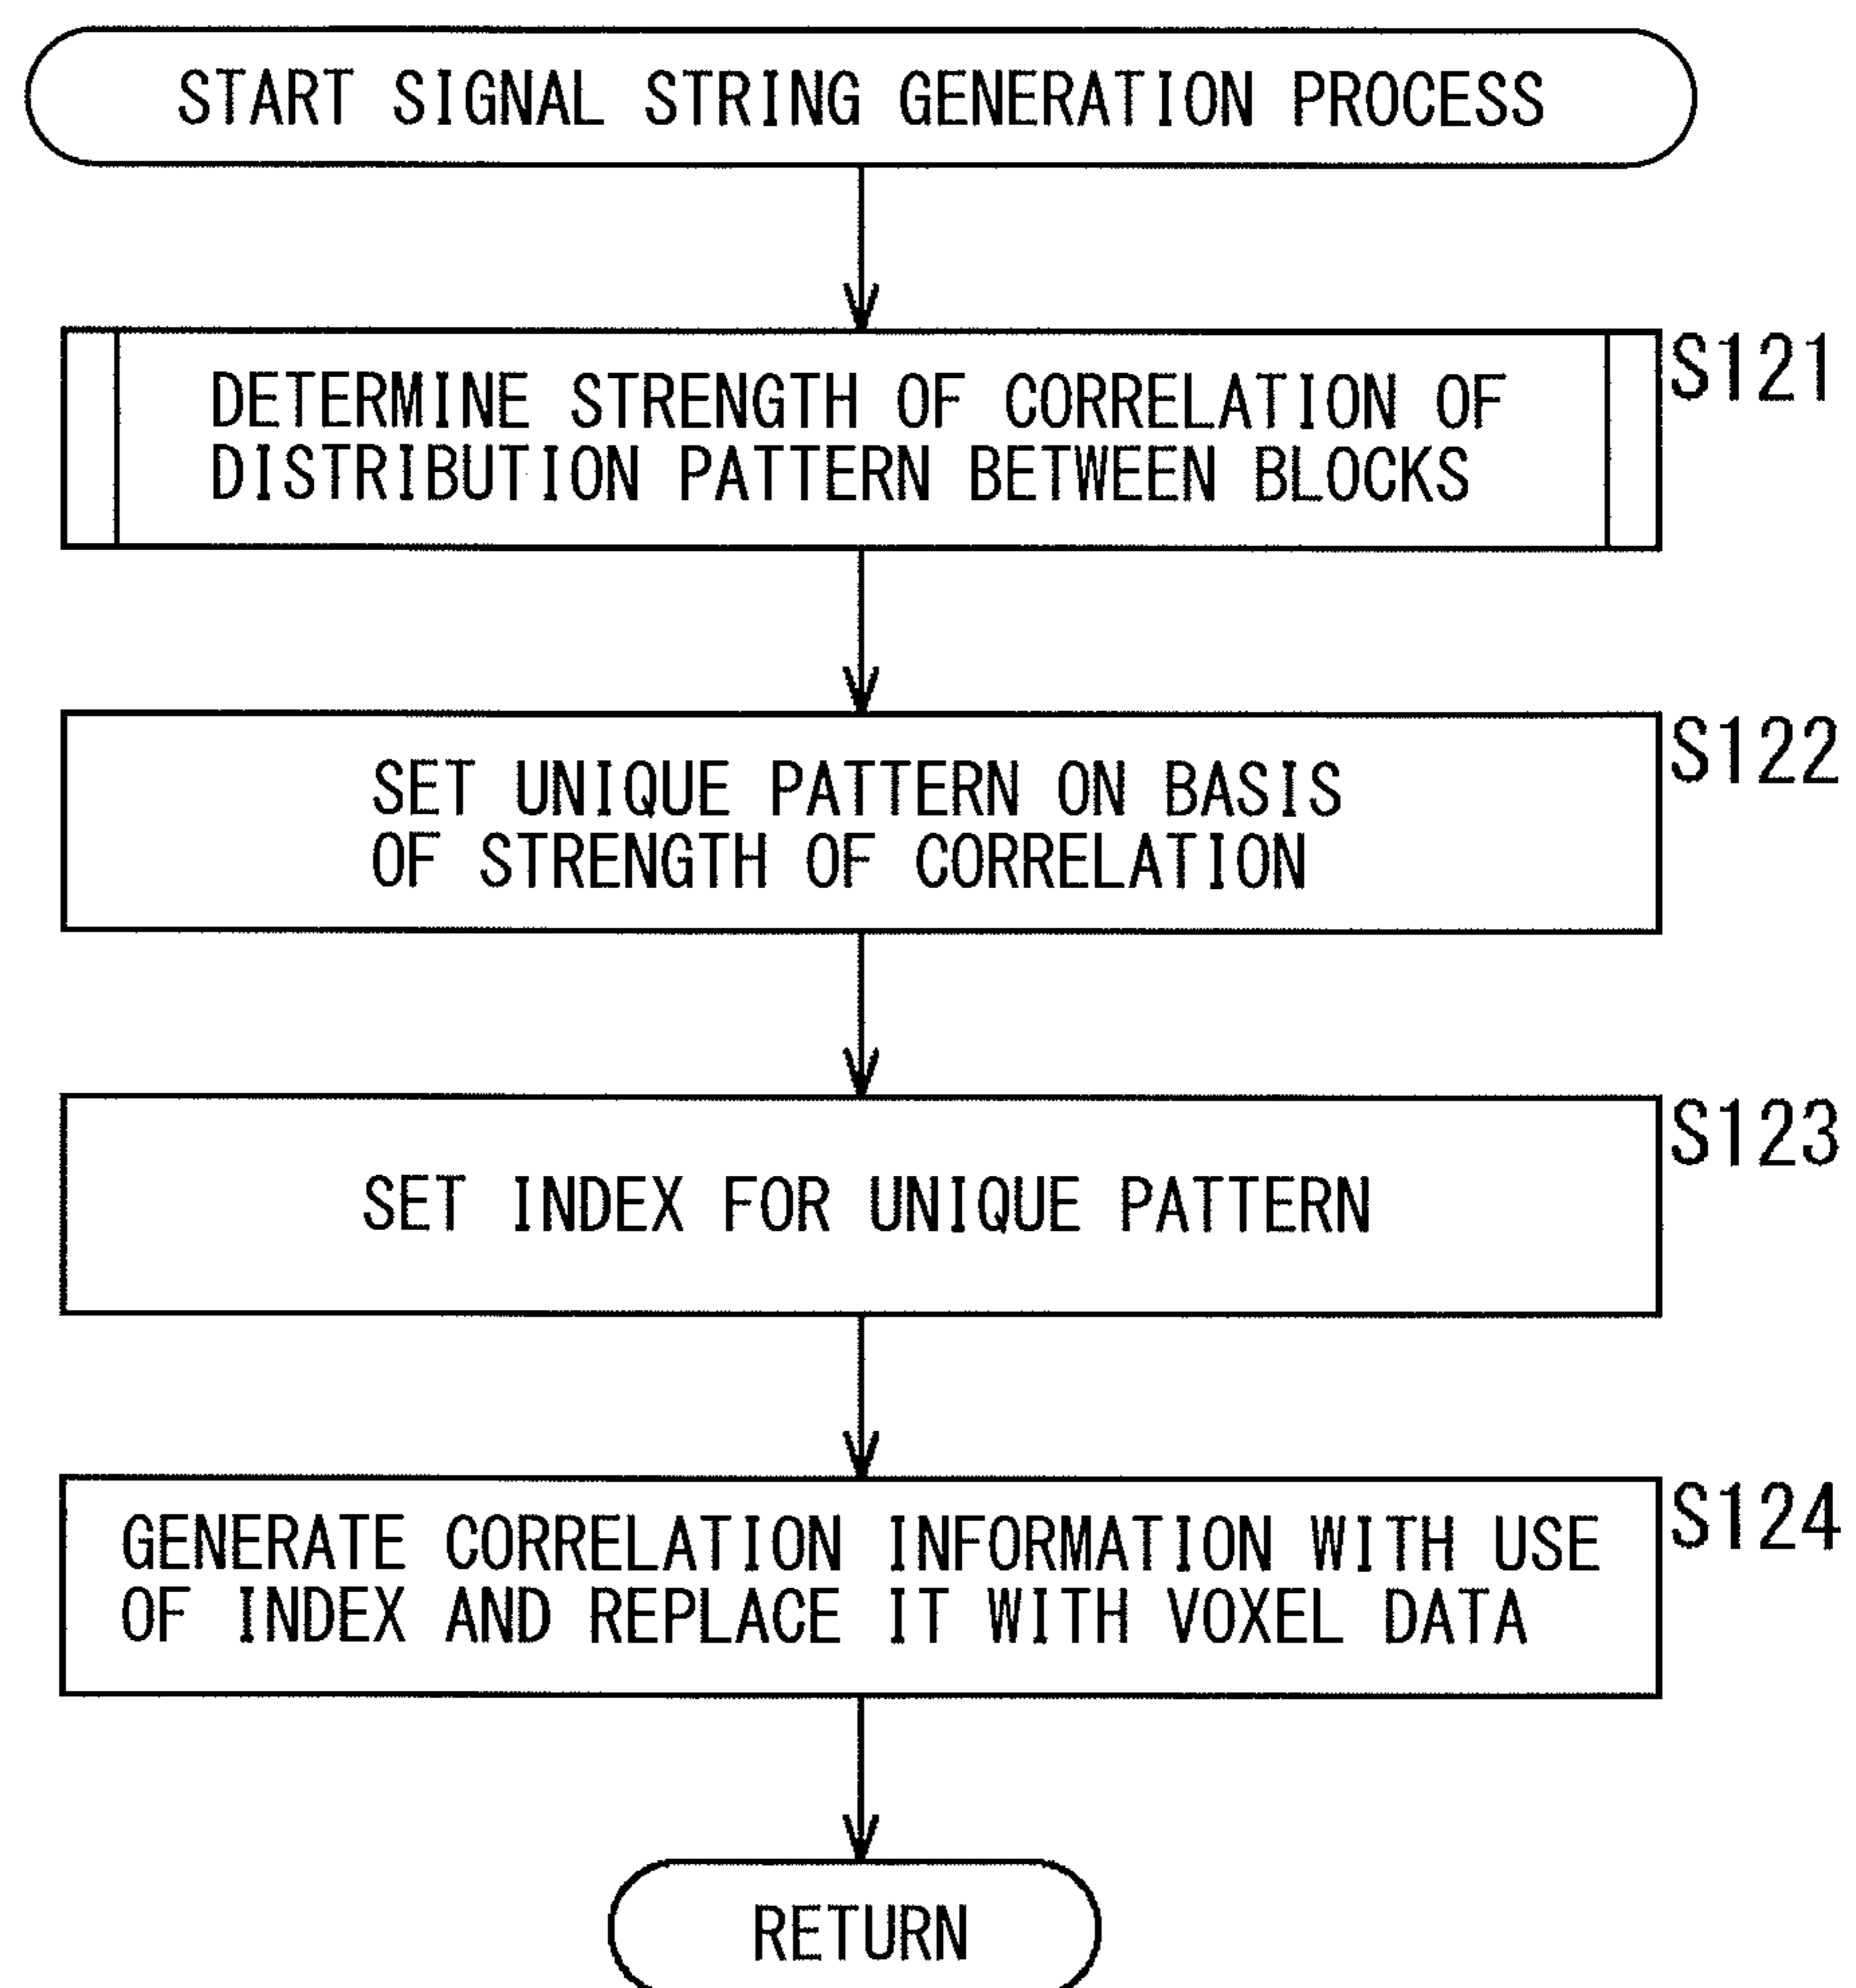 START SIGNAL STRING GENERATION PROCESS
S121
DETERMINE STRENGTH OF CORRELATION OF
DISTRIBUTION PATTERN BETWEEN BLOCKS
S122
SET UNIQUE PATTERN ON BASIS
OF STRENGTH OF CORRELATION
S123
SET INDEX FOR UNIQUE PATTERN
S124
GENERATE CORRELATION INFORMATION WITH USE
OF INDEX AND REPLACE IT WITH VOXEL DATA
RETURN